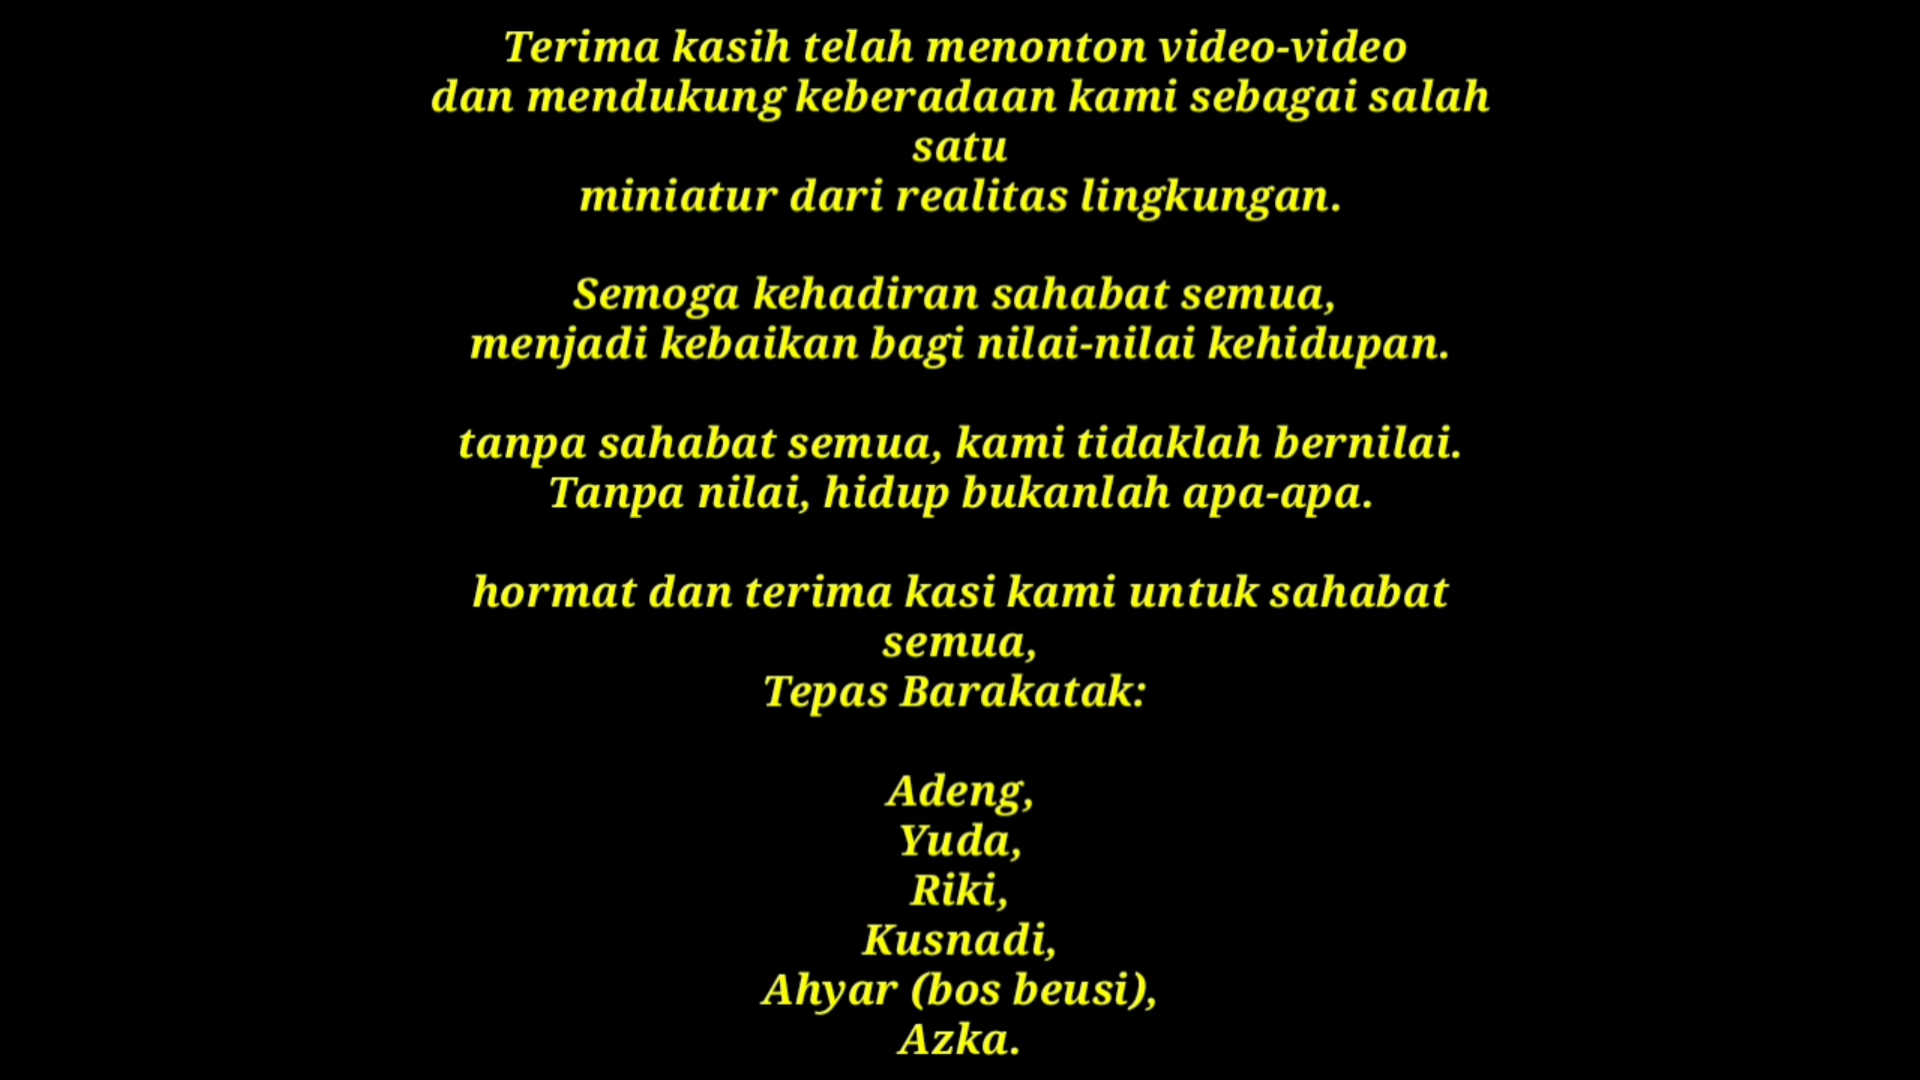 Terima kasih telah menonton video-video
dan mendukung keberadaan kami sebagai salah
satu
miniatur dari realitas lingkungan.
Semoga kehadiran sahabat semua,
menjadi kebaikan bagi nilai-nilai kehidupan.
tanpa sahabat semua, kami tidaklah bernilai.
Tanpa nilai, hidup bukanlah apa-apa.
hormat dan terima kasi kami untuk sahabat
semua,
Tepas Barakatak:
Adeng,
Yuda,
Riki,
Kusnadi,
Ahyar (bos beusi),
Azka.